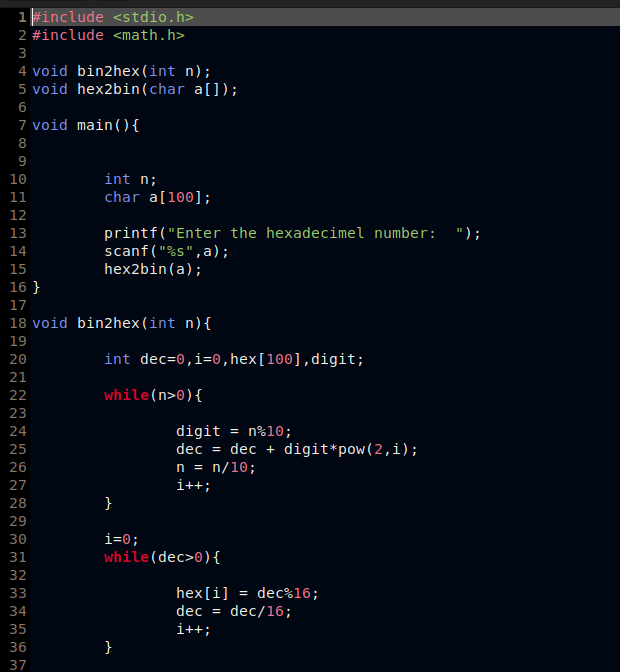 1 #include <stdio.h>
2 #include <math.h>
3
4 void bin2hex(int n);
5 void hex2bin(char a[]);
6
7 void main(){
8
9
10         int n;
11         char a[100];
12
13         printf("Enter the hexadecimel number:  ");
14         scanf("%s",a);
15         hex2bin(a);
16 }
17
18 void bin2hex(int n){
19
20         int dec=0,i=0,hex[100],digit;
21
22         while(n>0){
23
24                 digit = n%10;
25                 dec = dec + digit*pow(2,i);
26                 n = n/10;
27                 i++;
28         }
29
30         i=0;
31         while(dec>0){
32
33                 hex[i] = dec%16;
34                 dec = dec/16;
35                 i++;
36         }
37